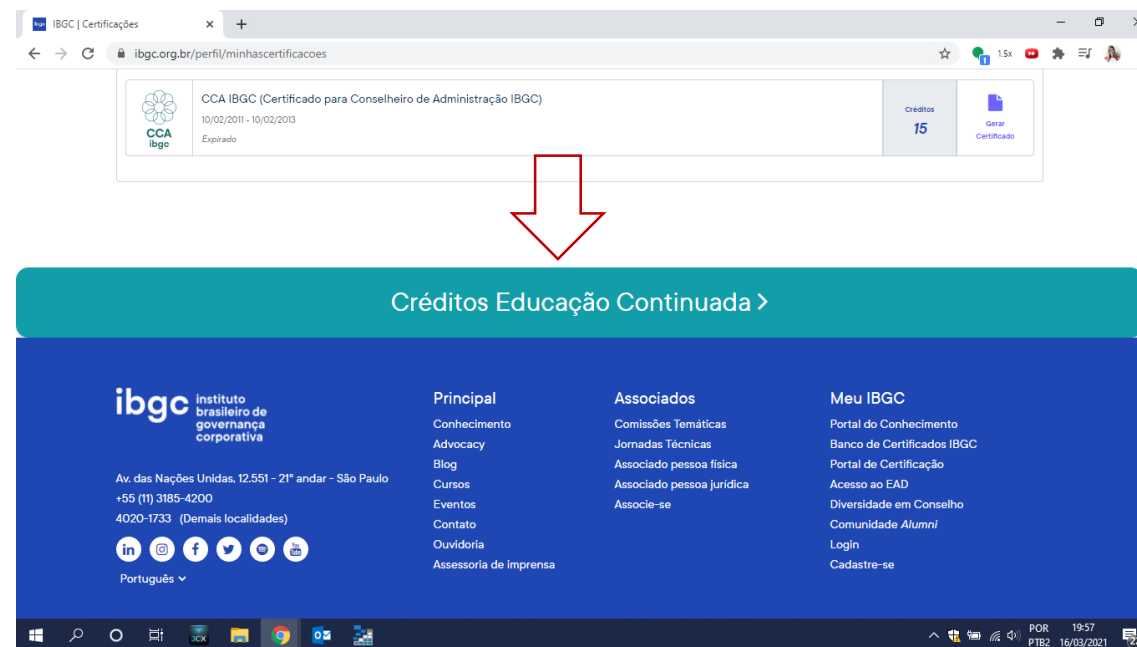 IBGC | Certificações
ibgc.org.br/perfil/minhascertificacoes
1
1.5x
CCA IBGC (Certificado para Conselheiro de Administração IBGC)
10/02/2011 - 10/02/2013
Expirado
CCA
ibgc
Créditos
15
Gerar
Certificado
Créditos Educação Continuada >
ibgc
instituto
brasileiro de
governança
corporativa
Av. das Nações Unidas, 12.551 - 21º andar - São Paulo
+55 (11) 3185-4200
4020-1733 (Demais localidades)
Português
Principal
Conhecimento
Advocacy
Blog
Cursos
Eventos
Contato
Ouvidoria
Assessoria de imprensa
Associados
Comissões Temáticas
Jornadas Técnicas
Associado pessoa física
Associado pessoa jurídica
Associe-se
Meu IBGC
Portal do Conhecimento
Banco de Certificados IBGC
Portal de Certificação
Acesso ao EAD
Diversidade em Conselho
Comunidade Alumni
Login
Cadastre-se
3CX
POR
PTB2
19:57
16/03/2021